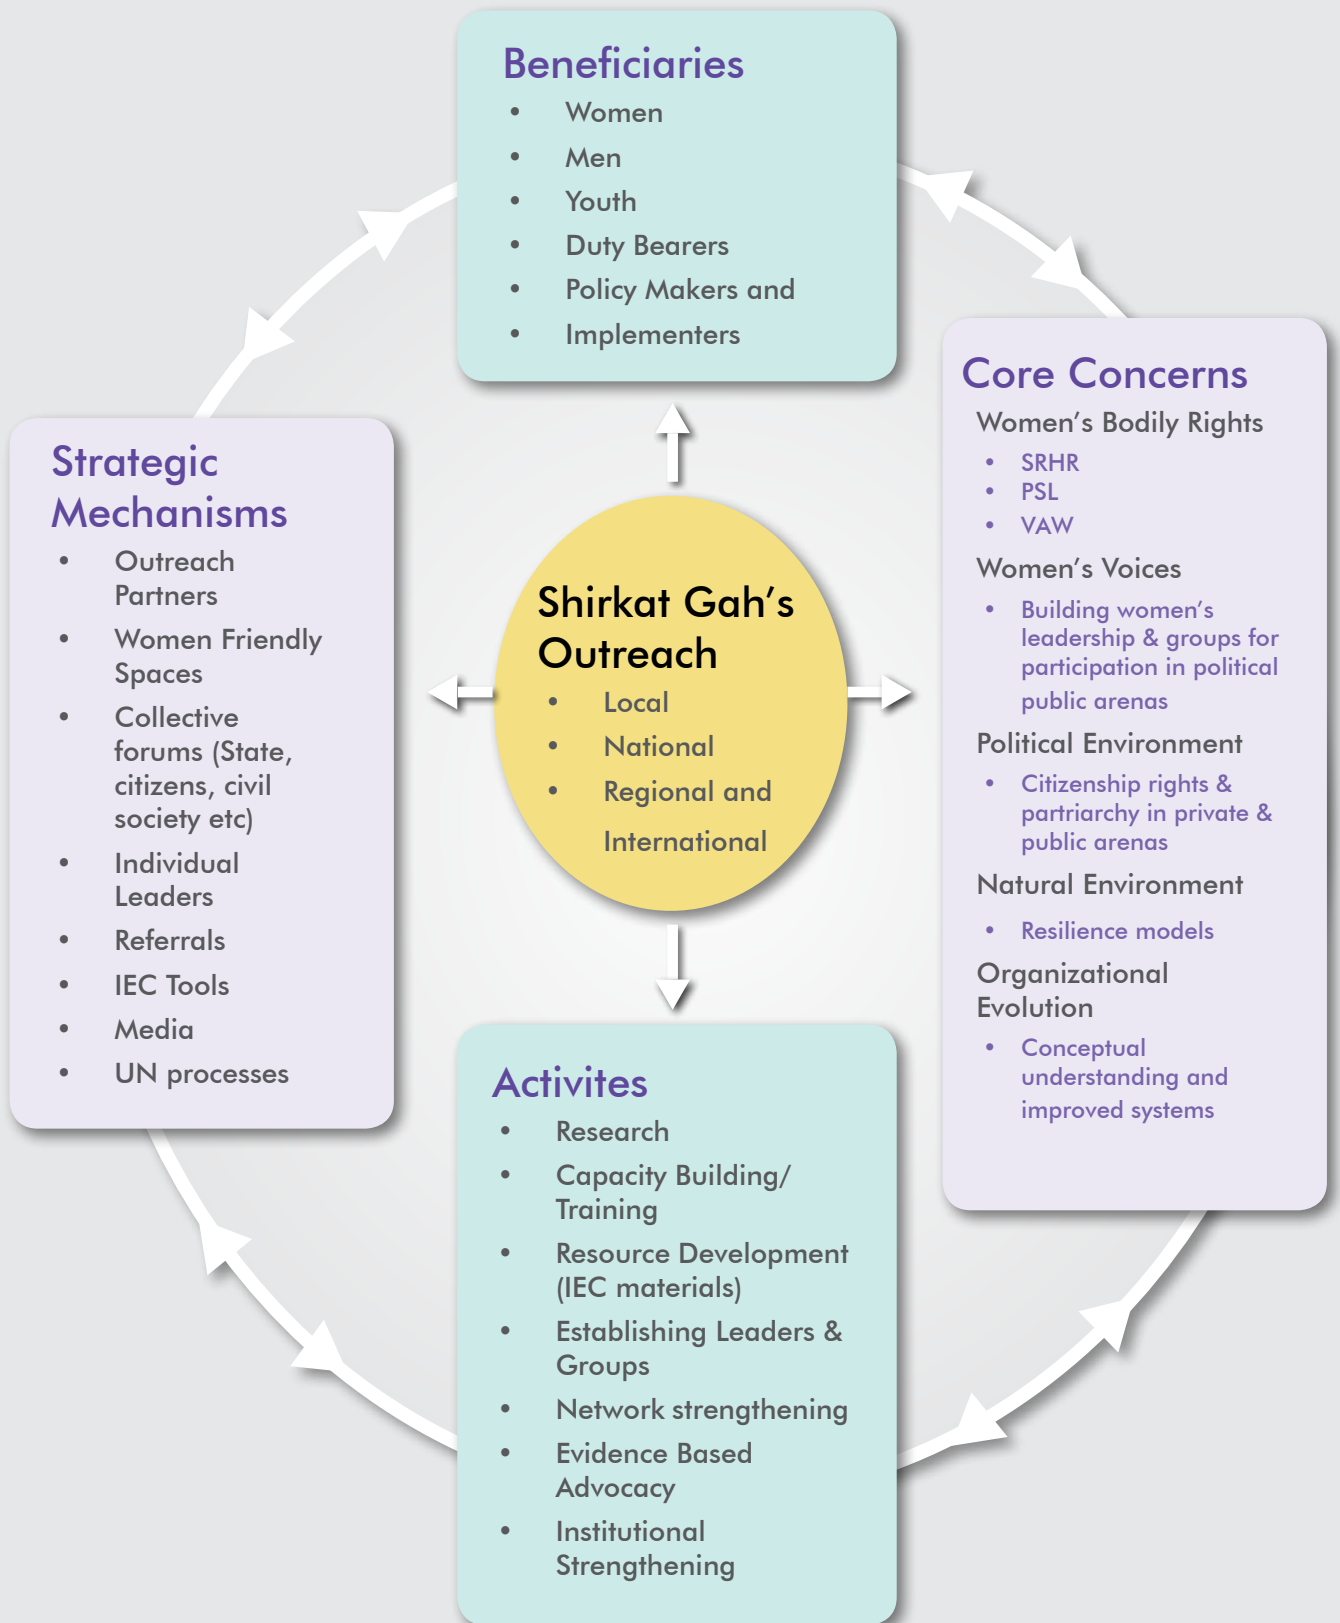 Beneficiaries
• Women
• Men
• Youth
• Duty Bearers
• Policy Makers and
• Implementers
Strategic
Mechanisms
• Outreach
Partners
• Women Friendly
Spaces
• Collective
forums (State,
citizens, civil
society etc)
• Individual
Leaders
• Referrals
• IEC Tools
• Media
• UN processes
Shirkat Gah’s
Outreach
• Local
• National
• Regional and
International
Core Concerns
Women’s Bodily Rights
• SRHR
• PSL
• VAW
Women’s Voices
• Building women’s
leadership & groups for
participation in political
public arenas
Political Environment
• Citizenship rights &
partriarchy in private &
public arenas
Natural Environment
• Resilience models
Organizational
Evolution
• Conceptual
understanding and
improved systems
Activites
• Research
• Capacity Building/
Training
• Resource Development
(IEC materials)
• Establishing Leaders &
Groups
• Network strengthening
• Evidence Based
Advocacy
• Institutional
Strengthening